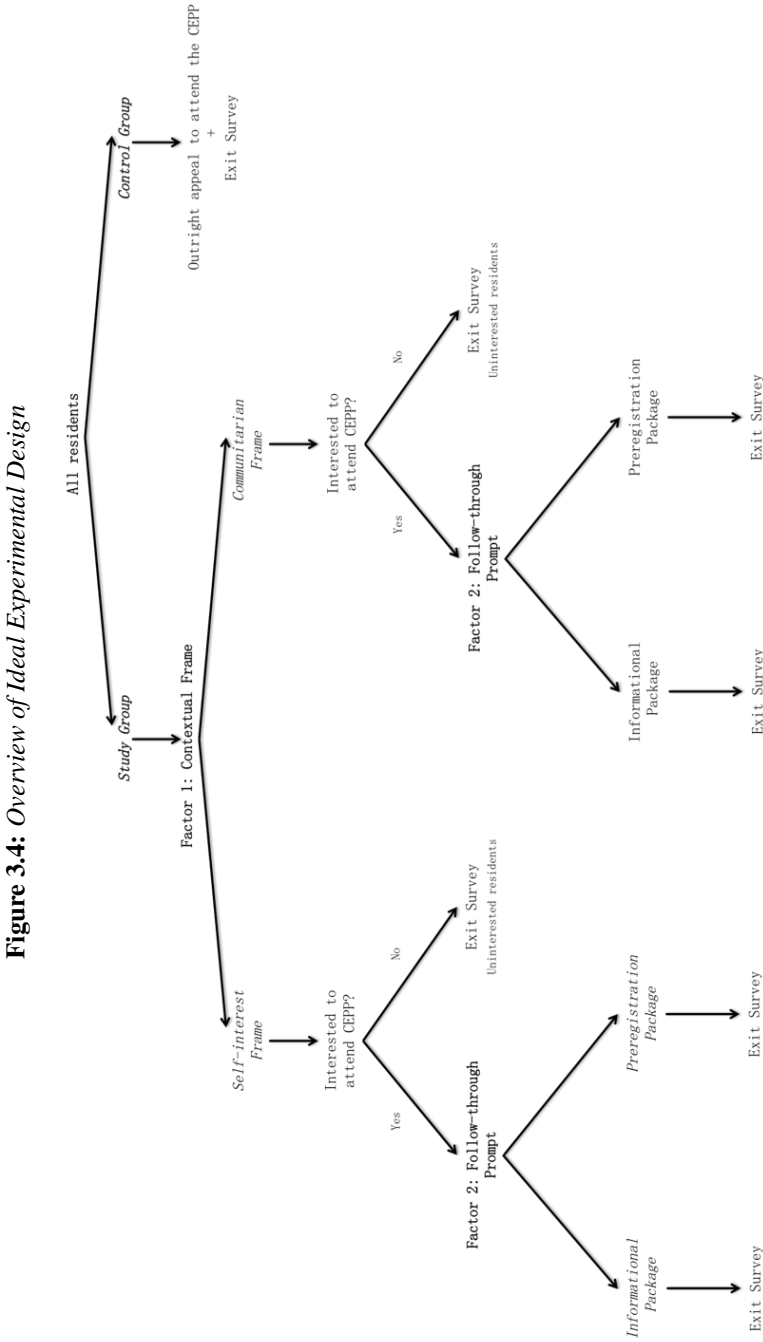 Figure 3.4: Overview of Ideal Experimental Design
All residents
Study Group
Control Group
Factor 1: Contextual Frame
Outright appeal to attend the CEPP
+
Exit Survey
Self-interest
Frame
Communitarian
Frame
Interested to
attend CEPP?
Interested to
attend CEPP?
Yes
No
Yes
No
Factor 2: Follow-through
Prompt
Exit Survey
Uninterested residents
Factor 2: Follow-through
Prompt
Exit Survey
Uninterested residents
Informational
Package
Preregistration
Package
Informational
Package
Preregistration
Package
Exit Survey
Exit Survey
Exit Survey
Exit Survey